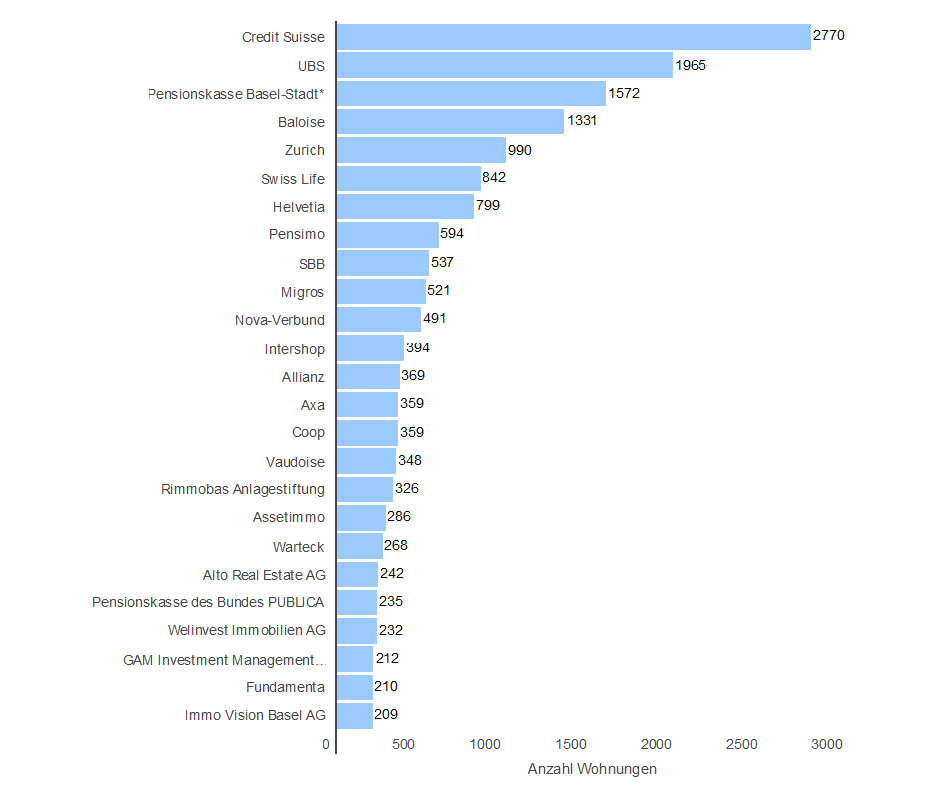 Credit Suisse 2770
UBS 1965
Pensionskasse Basel-Stadt* 1572
Baloise 1331
Zurich 990
Swiss Life 842
Helvetia 799
Pensimo 594
SBB 537
Migros 521
Nova-Verbund 491
Intershop 394
Allianz 369
Axa 359
Coop 359
Vaudoise 348
Rimmobas Anlagestiftung 326
Assetimmo 286
Warteck 268
Alto Real Estate AG 242
Pensionskasse des Bundes PUBLICA 235
Welinvest Immobilien AG 232
GAM Investment Management... 212
Fundamenta 210
Immo Vision Basel AG 209
0 500 1000 1500 2000 2500 3000
Anzahl Wohnungen